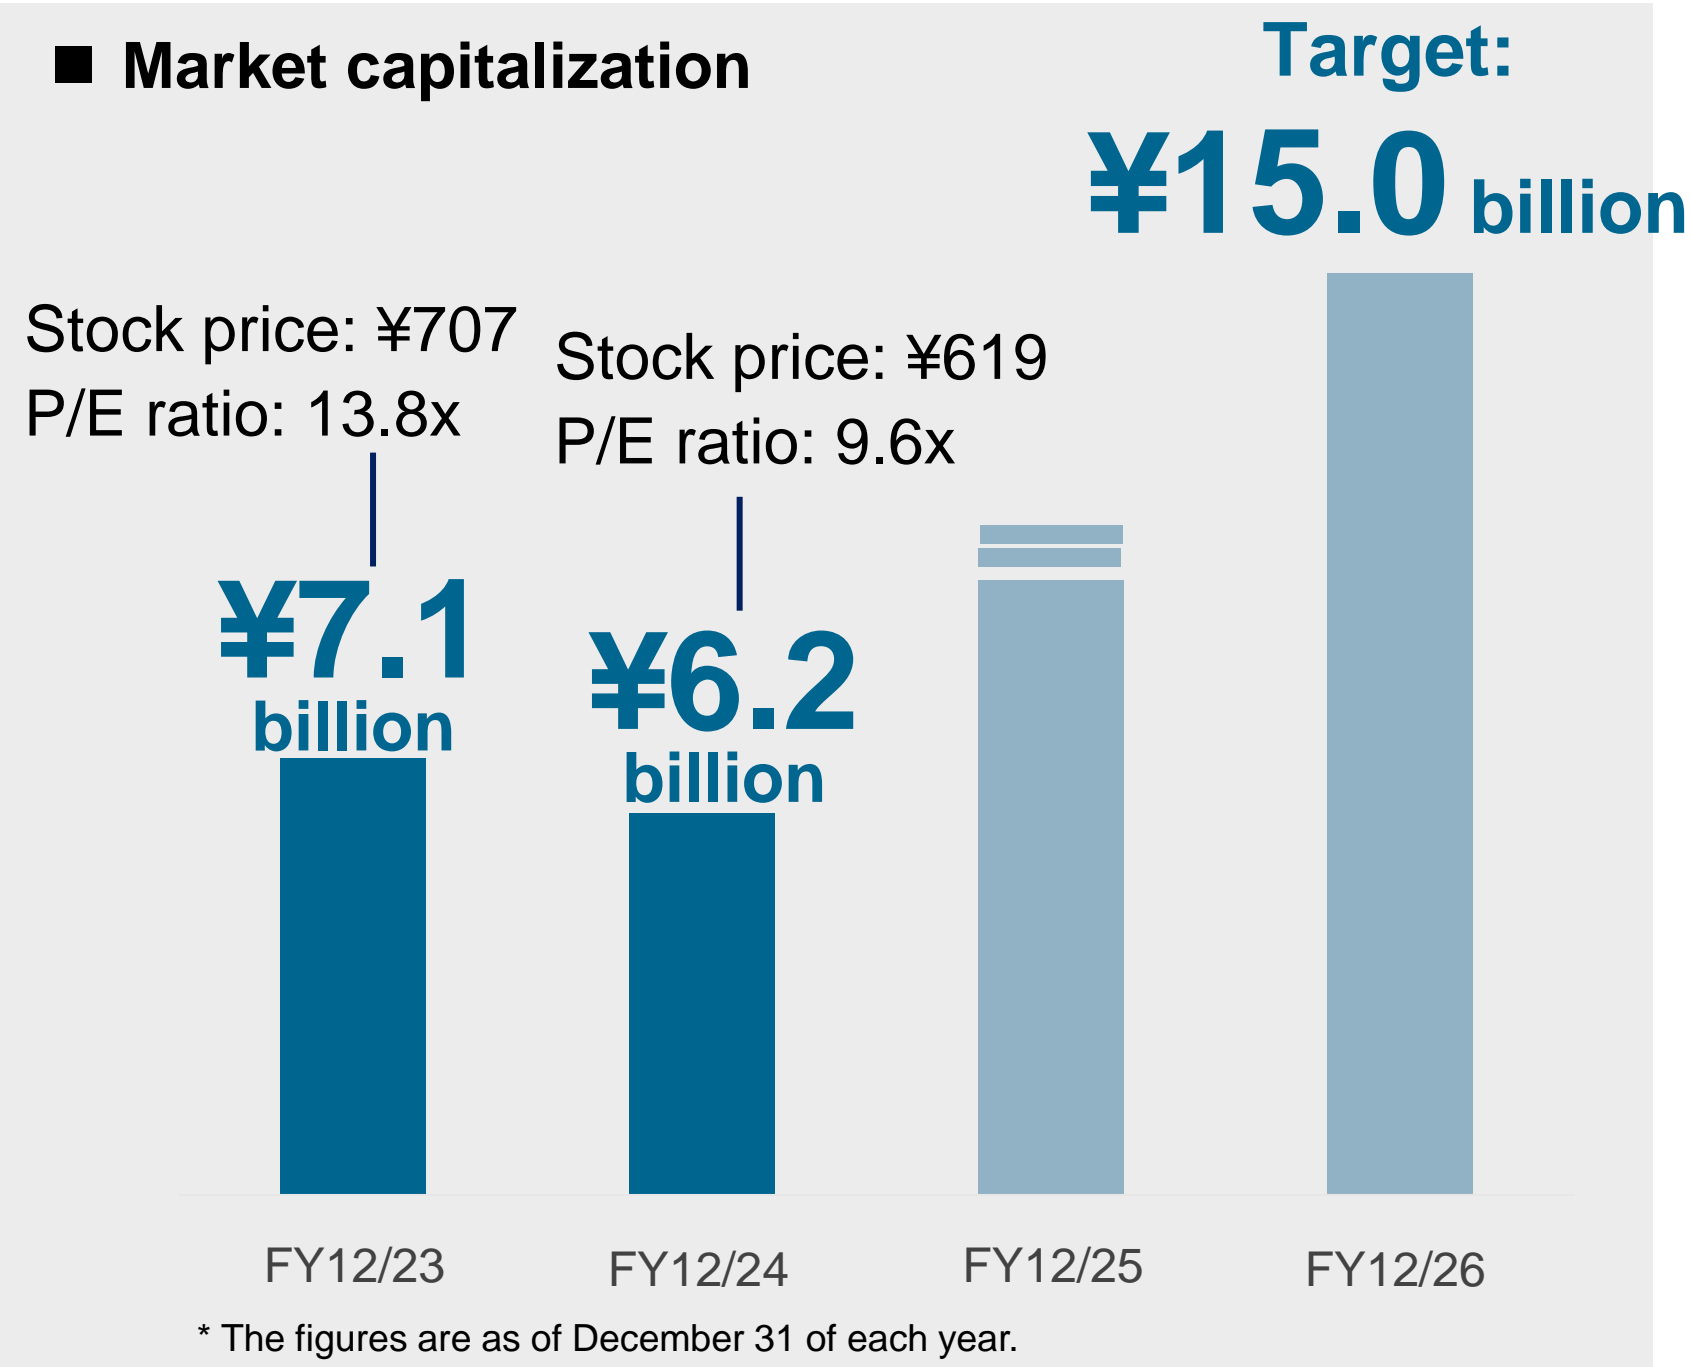 ■ Market capitalization
Target:
¥15.0 billion
Stock price: ¥707
P/E ratio: 13.8x
Stock price: ¥619
P/E ratio: 9.6x
¥7.1
billion
¥6.2
billion
FY12/23
FY12/24
FY12/25
FY12/26
* The figures are as of December 31 of each year.